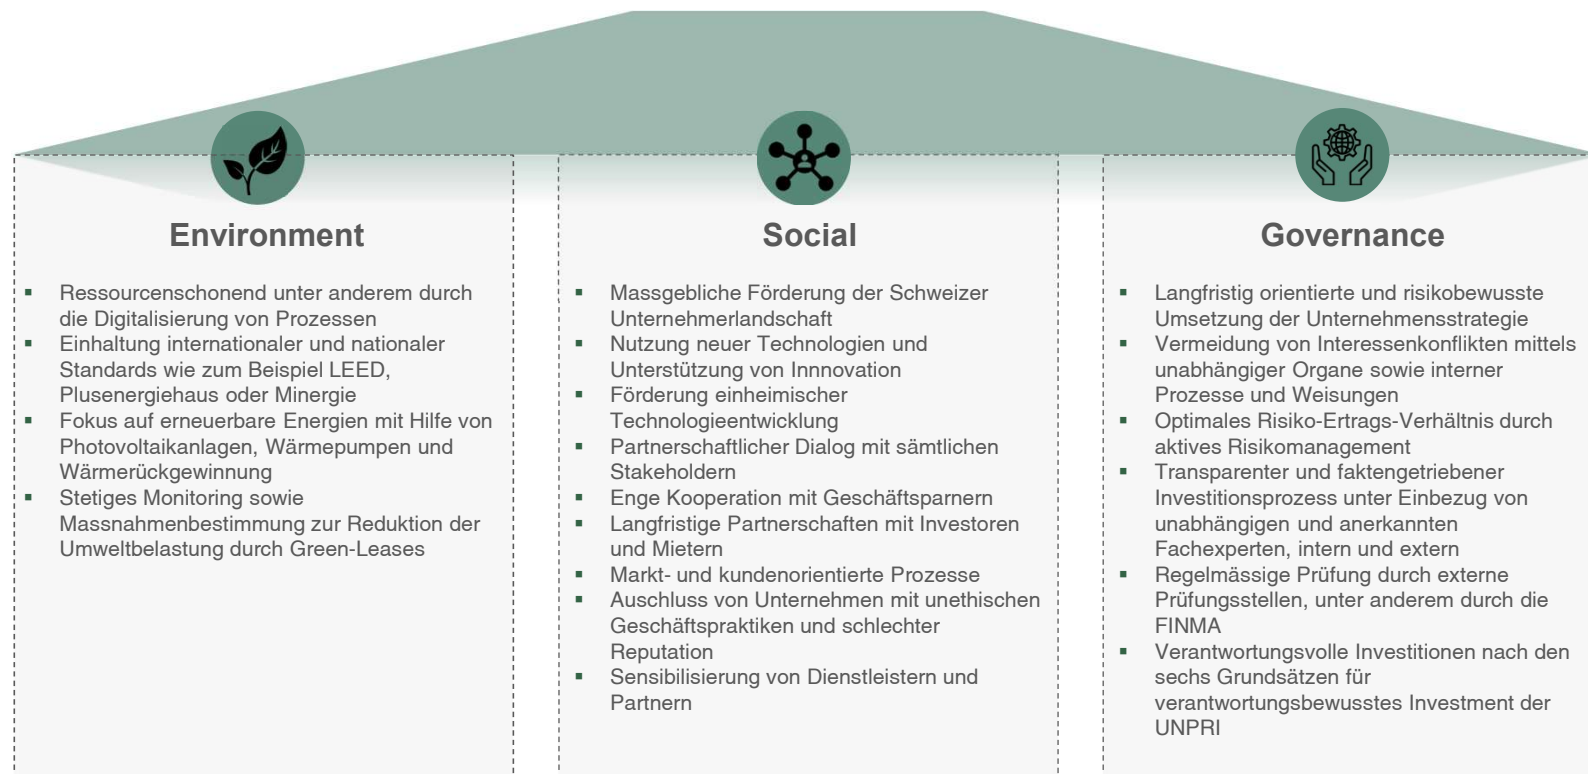 Environment
Ressourcenschonend unter anderem durch
die Digitalisierung von Prozessen
Einhaltung internationaler und nationaler
Standards wie zum Beispiel LEED,
Plusenergiehaus oder Minergie
Fokus auf erneuerbare Energien mit Hilfe von
Photovoltaikanlagen, Wärmepumpen und
Wärmerückgewinnung
Stetiges Monitoring sowie
Massnahmenbestimmung zur Reduktion der
Umweltbelastung durch Green-Leases
Social
Massgebliche Förderung der Schweizer
Unternehmerlandschaft
Nutzung neuer Technologien und
Unterstützung von Innnovation
Förderung einheimischer
Technologieentwicklung
Partnerschaftlicher Dialog mit sämtlichen
Stakeholdern
Enge Kooperation mit Geschäftsparnern
Langfristige Partnerschaften mit Investoren
und Mietern
Markt- und kundenorientierte Prozesse
Auschluss von Unternehmen mit unethischen
Geschäftspraktiken und schlechter
Reputation
Sensibilisierung von Dienstleistern und
Partnern
Governance
Langfristig orientierte und risikobewusste
Umsetzung der Unternehmensstrategie
Vermeidung von Interessenkonflikten mittels
unabhängiger Organe sowie interner
Prozesse und Weisungen
Optimales Risiko-Ertrags-Verhältnis durch
aktives Risikomanagement
Transparenter und faktengetriebener
Investitionsprozess unter Einbezug von
unabhängigen und anerkannten
Fachexperten, intern und extern
Regelmässige Prüfung durch externe
Prüfungsstellen, unter anderem durch die
FINMA
Verantwortungsvolle Investitionen nach den
sechs Grundsätzen für
verantwortungsbewusstes Investment der
UNPRI